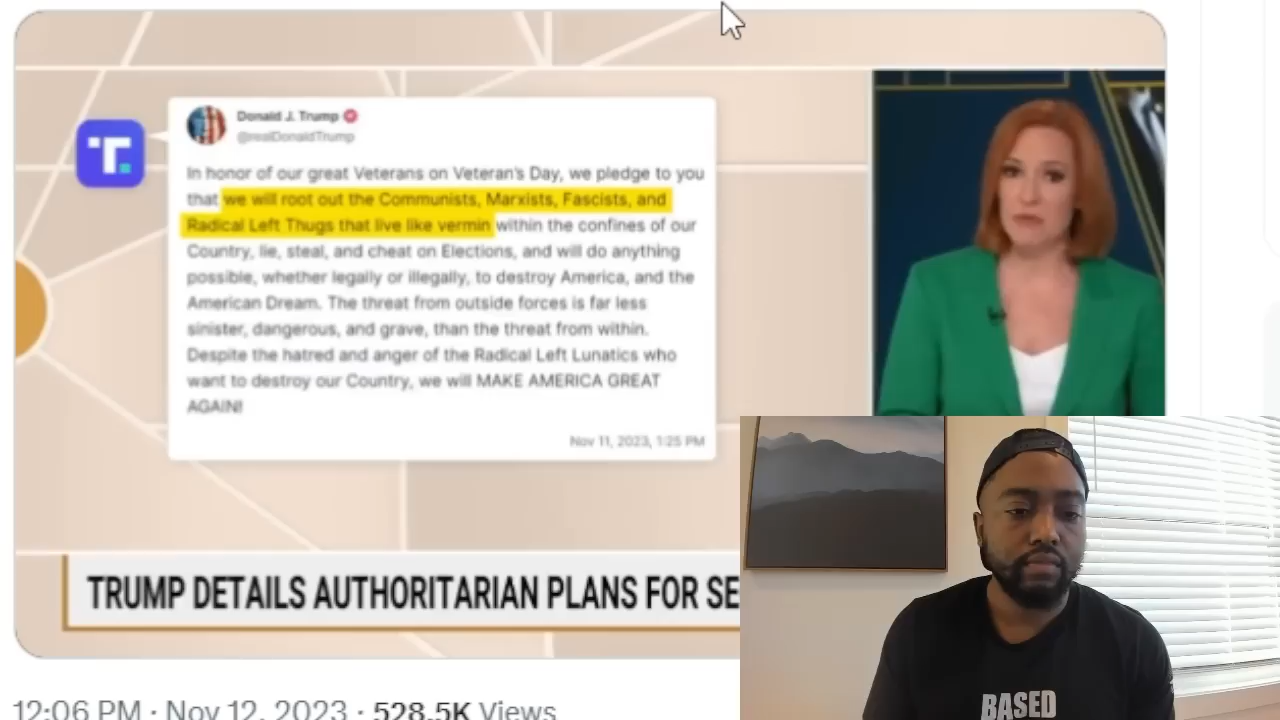 T.
Donald J. Trump
@realDonaldTrump
In honor of our great Veterans on Veteran's Day, we pledge to you
that we will root out the Communists, Marxists, Fascists, and
Radical Left Thugs that live like vermin within the confines of our
Country, lie, steal, and cheat on Elections, and will do anything
possible, whether legally or illegally, to destroy America, and the
American Dream. The threat from outside forces is far less
sinister, dangerous, and grave, than the threat from within.
Despite the hatred and anger of the Radical Left Lunatics who
want to destroy our Country, we will MAKE AMERICA GREAT
AGAIN!
Nov 11, 2023, 1:25 PM
TRUMP DETAILS AUTHORITARIAN PLANS FOR SE
BASED
12:06 PM · Nov 12, 2023 · 528.5K Views